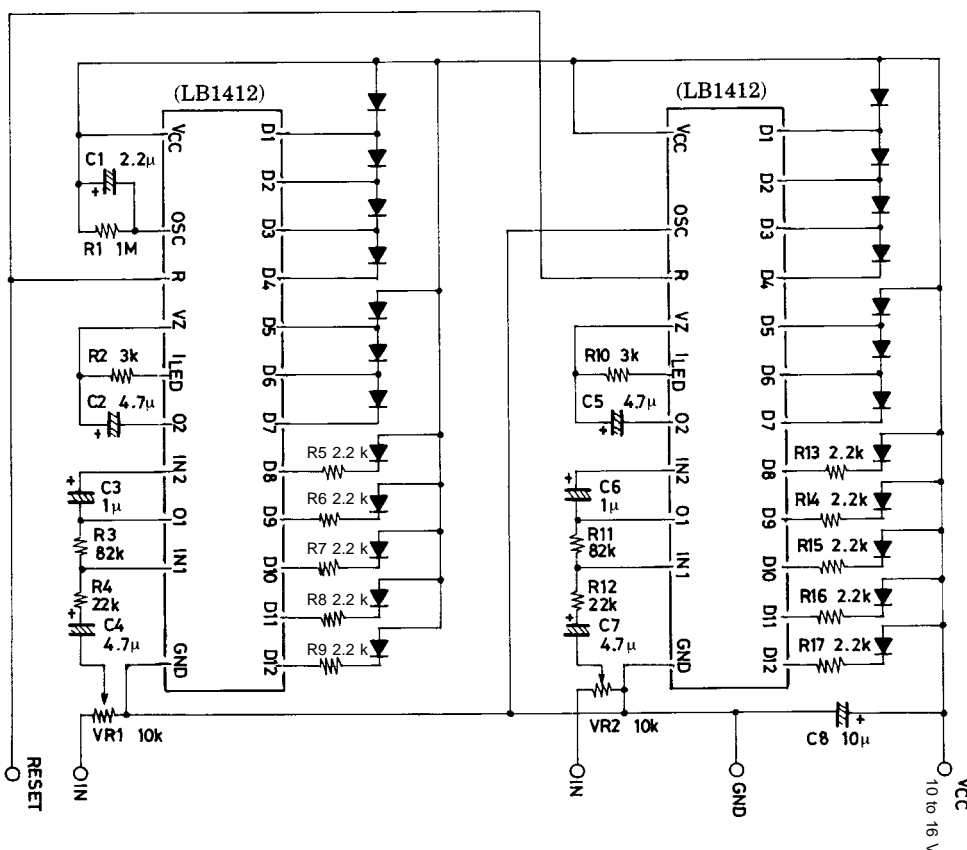 (LB1412)
VCC
OSC
R
VZ
ILED
O2
IN2
O1
IN1
GND
D1
D2
D3
D4
D5
D6
D7
D8
D9
D10
D11
D12
C1 2.2µ
+
R1 1M
R2 3k
C2 4.7µ
+
+
C3
1µ
R3
82k
R4
22k
+
C4
4.7µ
VR1 10k
R5 2.2 k
R6 2.2 k
R7 2.2 k
R8 2.2 k
R9 2.2 k
RESET
IN
(LB1412)
VCC
OSC
R
VZ
ILED
O2
IN2
O1
IN1
GND
D1
D2
D3
D4
D5
D6
D7
D8
D9
D10
D11
D12
R10 3k
C5 4.7µ
+
+
C6
1µ
R11
82k
R12
22k
+
C7
4.7µ
VR2 10k
R13 2.2k
R14 2.2k
R15 2.2k
R16 2.2k
R17 2.2k
C8 10µ
+
IN
GND
VCC
10 to 16 V